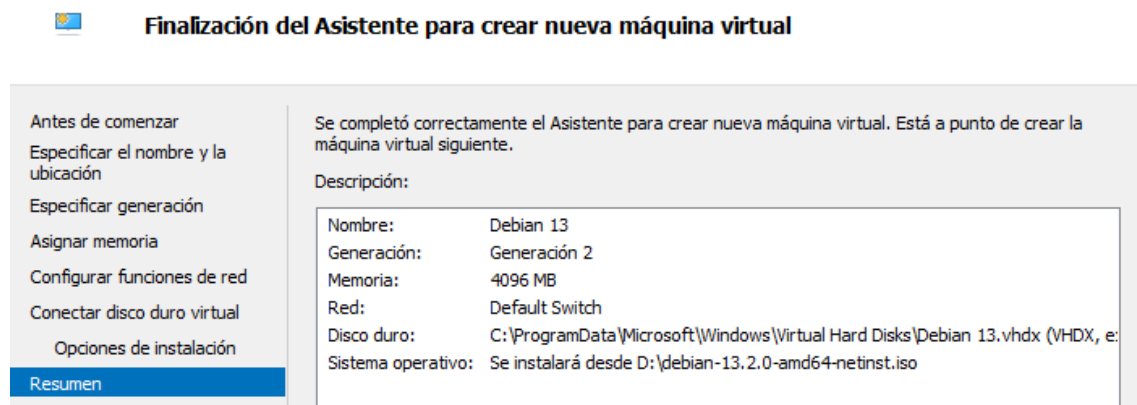 Finalización del Asistente para crear nueva máquina virtual
Antes de comenzar
Especificar el nombre y la
ubicación
Especificar generación
Asignar memoria
Configurar funciones de red
Conectar disco duro virtual
Opciones de instalación
Resumen
Se completó correctamente el Asistente para crear nueva máquina virtual. Está a punto de crear la
máquina virtual siguiente.
Descripción:
Nombre: Debian 13
Generación: Generación 2
Memoria: 4096 MB
Red: Default Switch
Disco duro: C:\ProgramData\Microsoft\Windows\Virtual Hard Disks\Debian 13.vhdx (VHDX, e
Sistema operativo: Se instalará desde D:\debian-13.2.0-amd64-netinst.iso